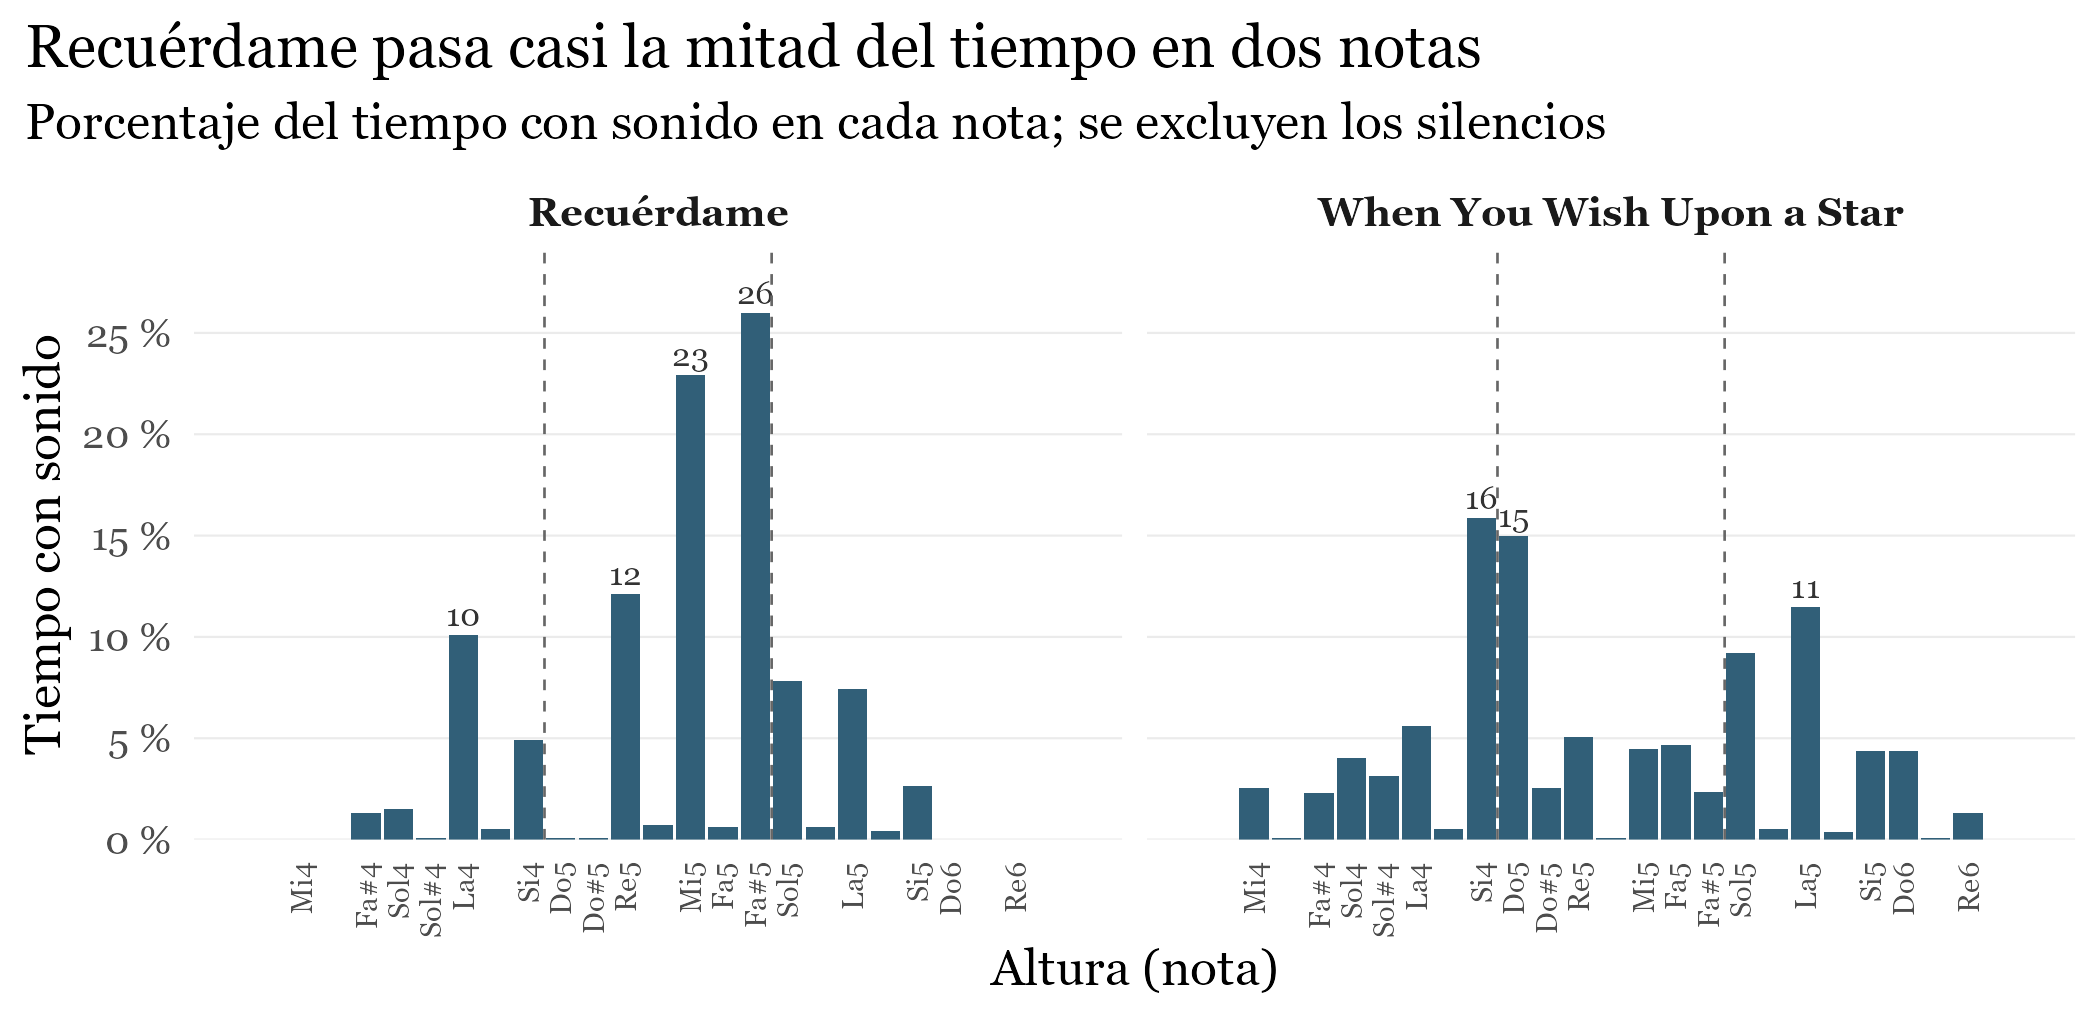 Recuérdame pasa casi la mitad del tiempo en dos notas
Porcentaje del tiempo con sonido en cada nota; se excluyen los silencios
Recuérdame
When You Wish Upon a Star
Tiempo con sonido
25 %
20 %
15 %
10 %
5 %
0 %
10
12
23
26
16
15
11
Mi4
Fa#4
Sol4
Sol#4
La4
Si4
Do5
Do#5
Re5
Mi5
Fa5
Fa#5
Sol5
La5
Si5
Do6
Re6
Mi4
Fa#4
Sol4
Sol#4
La4
Si4
Do5
Do#5
Re5
Mi5
Fa5
Fa#5
Sol5
La5
Si5
Do6
Re6
Altura (nota)